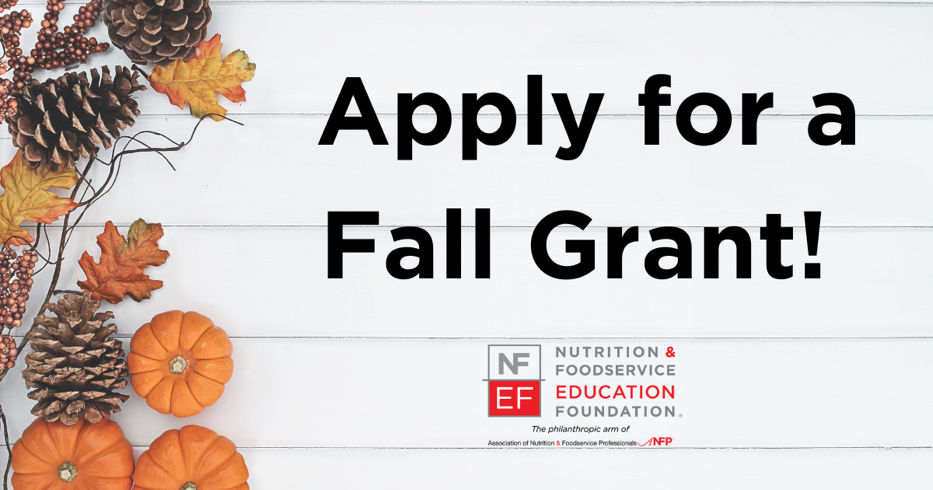 Apply for a
Fall Grant!
NF
EF
NUTRITION &
FOODSERVICE
EDUCATION
FOUNDATION®
The philanthropic arm of
Association of Nutrition & Foodservice Professionals ANFP